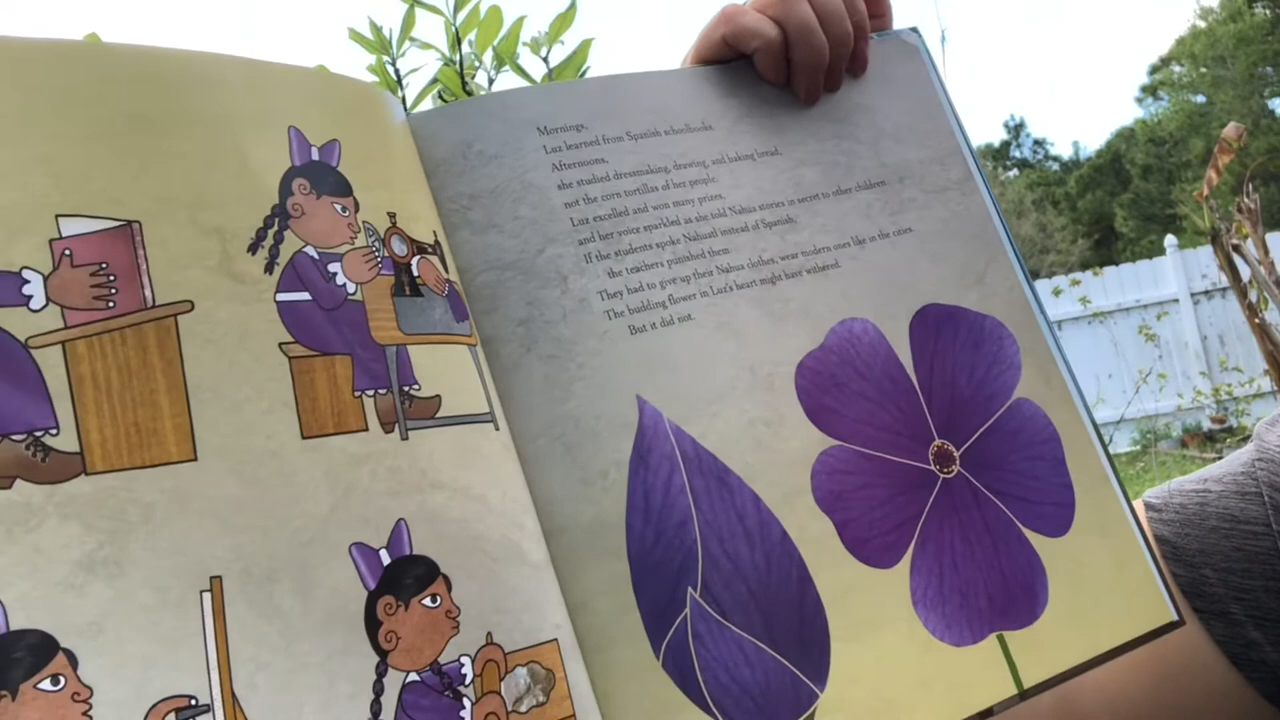 Mornings,
Luz learned from Spanish schoolbooks.
Afternoons,
she studied dressmaking, drawing, and baking bread,
not the corn tortillas of her people.
Luz excelled and won many prizes,
and her voice sparkled as she told Nahua stories in secret to other children.
If the students spoke Nahuatl instead of Spanish,
the teachers punished them.
They had to give up their Nahua clothes, wear modern ones like in the cities.
The budding flower in Luz's heart might have withered.
But it did not.